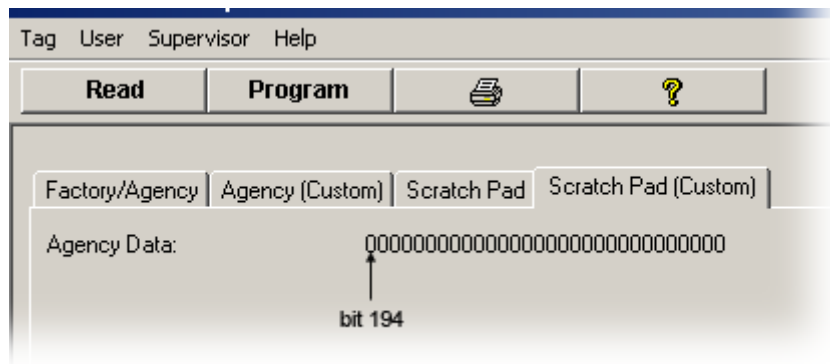 Tag User Supervisor Help
Read Program
Factory/Agency Agency (Custom) Scratch Pad Scratch Pad (Custom)
Agency Data: 000000000000000000000000000000
bit 194